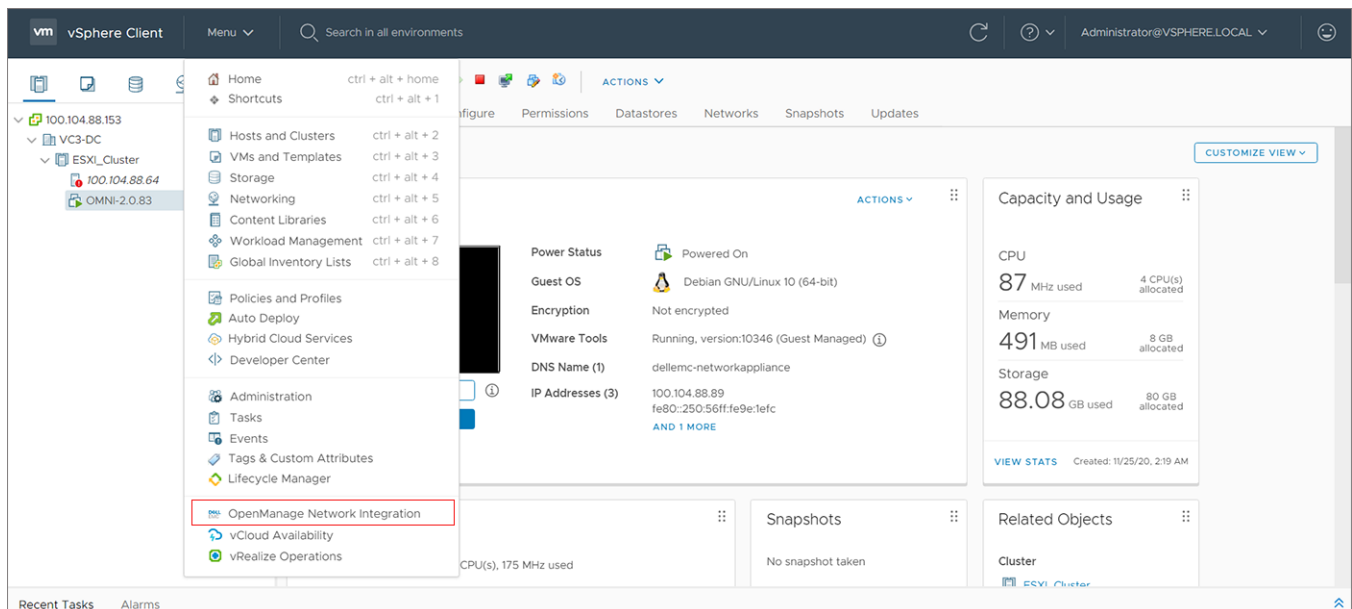 vm vSphere Client Menu Search in all environments Administrator@VSPHERE.LOCAL
Home ctrl + alt + home
Shortcuts ctrl + alt + 1
Hosts and Clusters ctrl + alt + 2
VMs and Templates ctrl + alt + 3
Storage ctrl + alt + 4
Networking ctrl + alt + 5
Content Libraries ctrl + alt + 6
Workload Management ctrl + alt + 7
Global Inventory Lists ctrl + alt + 8
Policies and Profiles
Auto Deploy
Hybrid Cloud Services
Developer Center
Administration
Tasks
Events
Tags & Custom Attributes
Lifecycle Manager
OpenManage Network Integration
vCloud Availability
vRealize Operations
100.104.88.153
VC3-DC
ESXI_Cluster
100.104.88.64
OMNI-2.0.83
ACTIONS
nfigure Permissions Datastores Networks Snapshots Updates
CUSTOMIZE VIEW
ACTIONS
Power Status Powered On
Guest OS Debian GNU/Linux 10 (64-bit)
Encryption Not encrypted
VMware Tools Running, version:10346 (Guest Managed)
DNS Name (1) dellemc-networkappliance
IP Addresses (3) 100.104.88.89
fe80::250:56ff:fe9e:1efc
AND 1 MORE
Capacity and Usage
CPU
87 MHz used 4 CPU(s) allocated
Memory
491 MB used 8 GB allocated
Storage
88.08 GB used 80 GB allocated
VIEW STATS Created: 11/25/20, 2:19 AM
CPU(s), 175 MHz used
Snapshots
No snapshot taken
Related Objects
Cluster
ESXI_Cluster
Recent Tasks Alarms